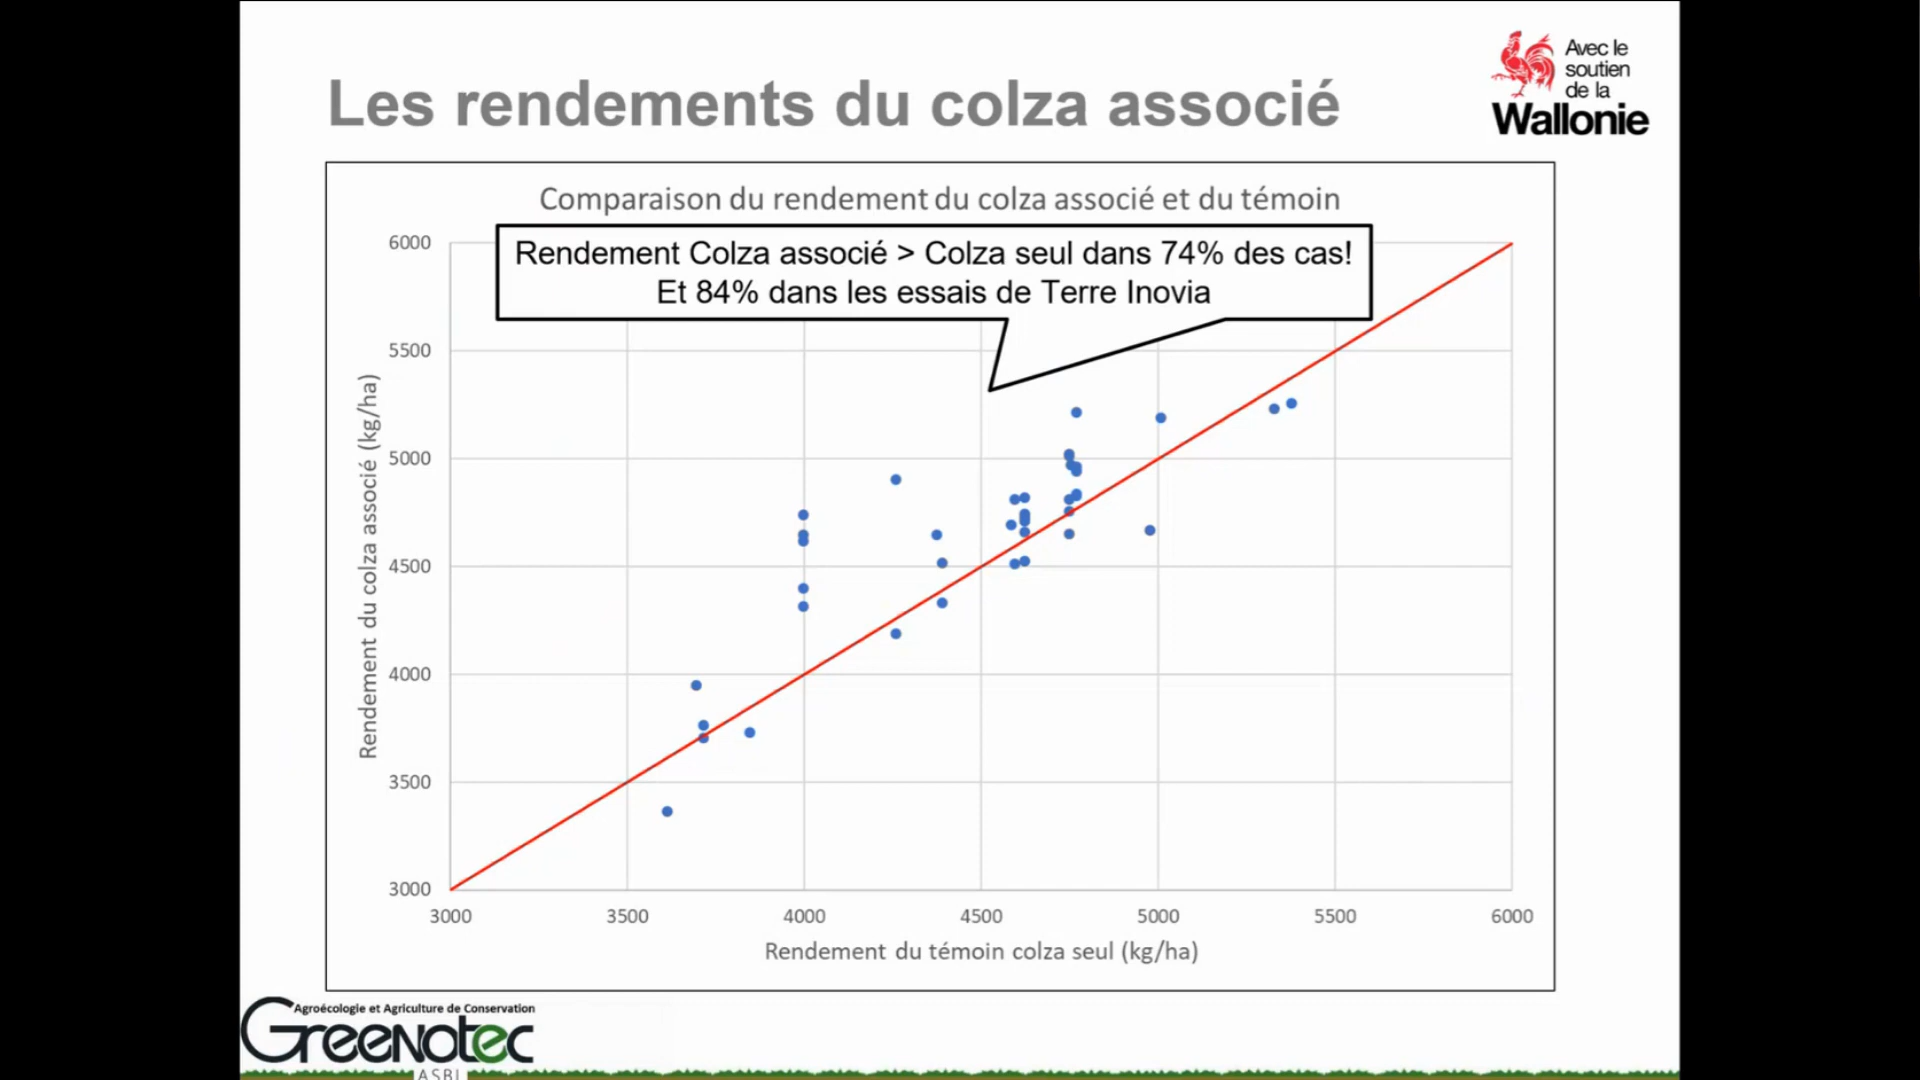 Les rendements du colza associé
Avec le
soutien
de la
Wallonie
Comparaison du rendement du colza associé et du témoin
Rendement Colza associé > Colza seul dans 74% des cas!
Et 84% dans les essais de Terre Inovia
Rendement du colza associé (kg/ha)
6000
5500
5000
4500
4000
3500
3000
3000 3500 4000 4500 5000 5500 6000
Rendement du témoin colza seul (kg/ha)
Agroécologie et Agriculture de Conservation
Greenotec
ASBL